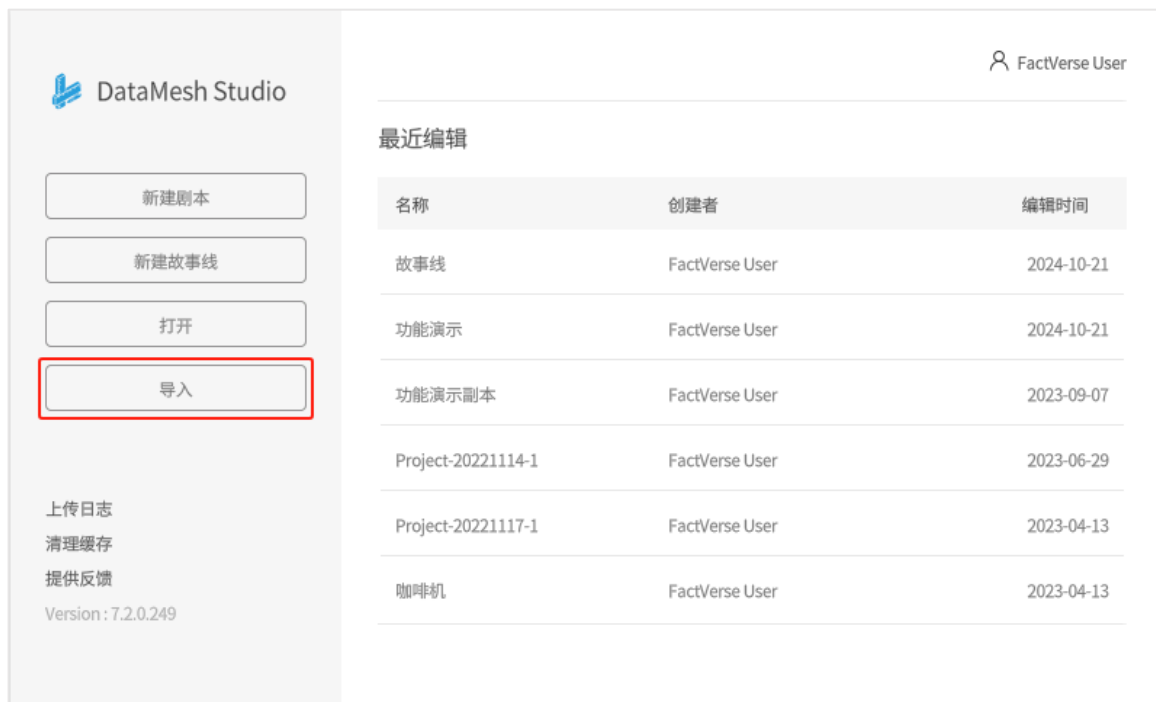 DataMesh Studio
新建剧本
新建故事线
打开
导入
上传日志
清理缓存
提供反馈
Version : 7.2.0.249
FactVerse User
最近编辑
名称 创建者 编辑时间
故事线 FactVerse User 2024-10-21
功能演示 FactVerse User 2024-10-21
功能演示副本 FactVerse User 2023-09-07
Project-20221114-1 FactVerse User 2023-06-29
Project-20221117-1 FactVerse User 2023-04-13
咖啡机 FactVerse User 2023-04-13